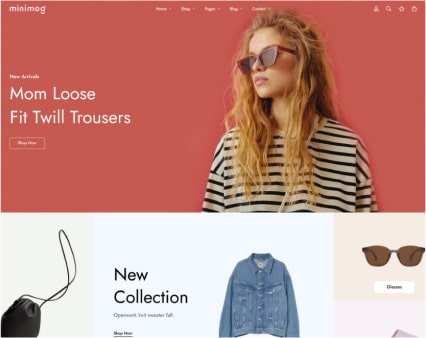 minimog
Home Shop Pages Blog Contact
New Arrivals
Mom Loose
Fit Twill Trousers
Shop Now
New
Collection
Openwork knit sweater fall.
Shop Now
Glasses